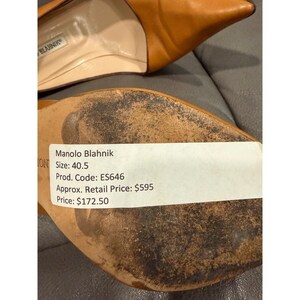 Manolo Blahnik
Size: 40.5
Prod. Code: ES646
Approx. Retail Price: $595
Price: $172.50